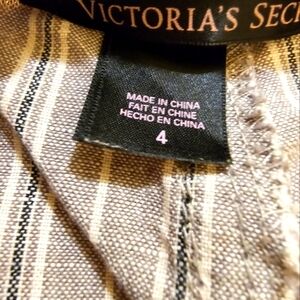 VICTORIA'S SEC
MADE IN CHINA
FAIT EN CHINE
HECHO EN CHINA
4